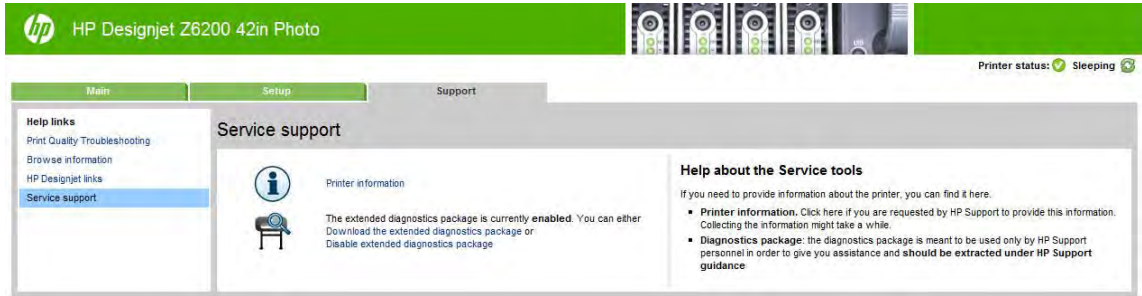 hp HP Designjet Z6200 42in Photo
Printer status: Sleeping
Main Setup Support
Help links
Print Quality Troubleshooting
Browse information
HP Designjet links
Service support
Service support
Printer information
The extended diagnostics package is currently enabled. You can either
Download the extended diagnostics package or
Disable extended diagnostics package
Help about the Service tools
If you need to provide information about the printer, you can find it here.
Printer information. Click here if you are requested by HP Support to provide this information.
Collecting the information might take a while.
Diagnostics package: the diagnostics package is meant to be used only by HP Support
personnel in order to give you assistance and should be extracted under HP Support
guidance